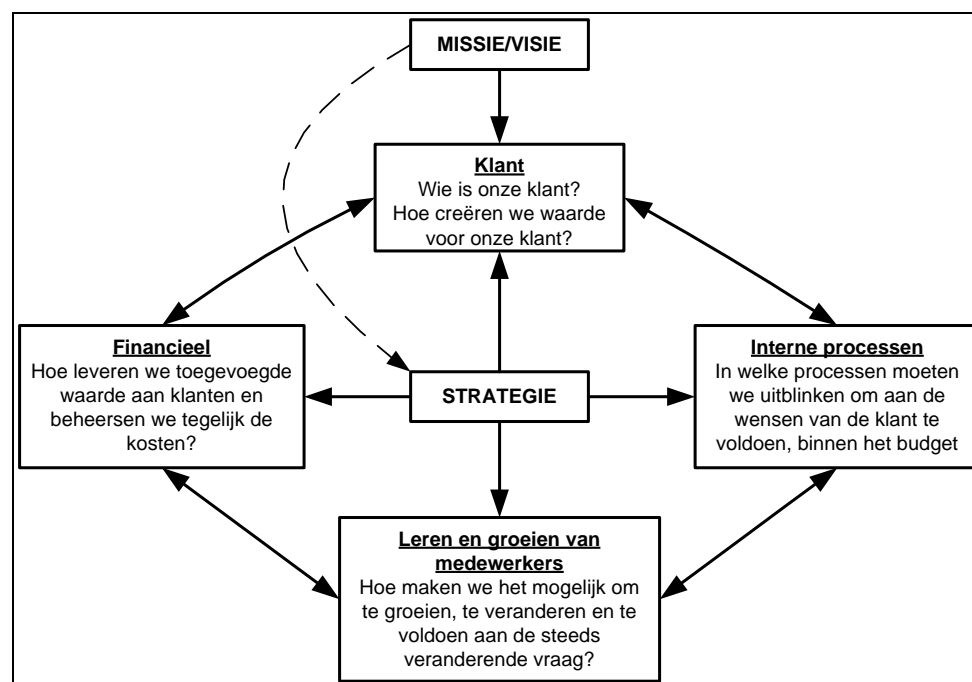 MISSIE/VISIE
Klant
Wie is onze klant?
Hoe creëren we waarde
voor onze klant?
Financieel
Hoe leveren we toegevoegde
waarde aan klanten en
beheersen we tegelijk de
kosten?
STRATEGIE
Interne processen
In welke processen moeten
we uitblinken om aan de
wensen van de klant te
voldoen, binnen het budget
Leren en groeien van
medewerkers
Hoe maken we het mogelijk om
te groeien, te veranderen en te
voldoen aan de steeds
veranderende vraag?